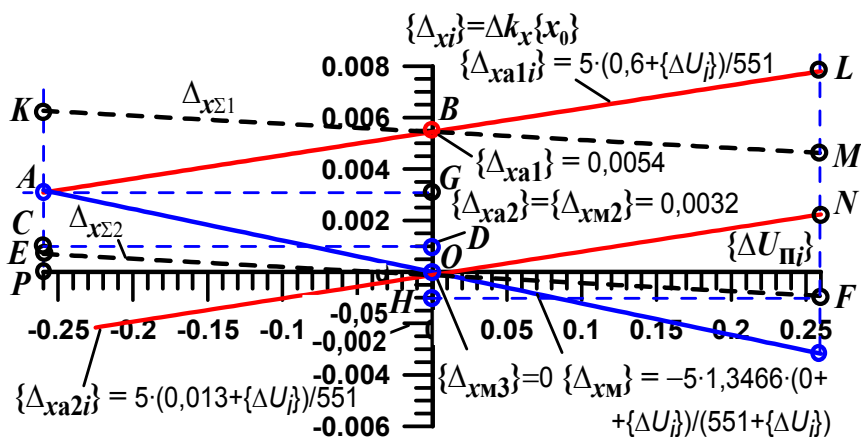 {Δxi}=Δkx{x0}
0.008
{Δxa1i} = 5·(0,6+{ΔUi})/551
L
K
ΔxΣ1
0.006
B
M
A
0.004
{Δxa1} = 0,0054
G
N
C
ΔxΣ2
0.002
{Δxa2}={Δxм2} = 0,0032
D
E
O
{ΔUПi}
P
H
F
-0.25
-0.2
-0.15
-0.1
-0,05
0
0.05
0.1
0.15
0.2
0.25
-0,002
-0.004
{Δxм3}=0
{Δxм} = –5·1,3466·(0+
{Δxa2i} = 5·(0,013+{ΔUi})/551
+{ΔUi})/(551+{ΔUi})
-0.006